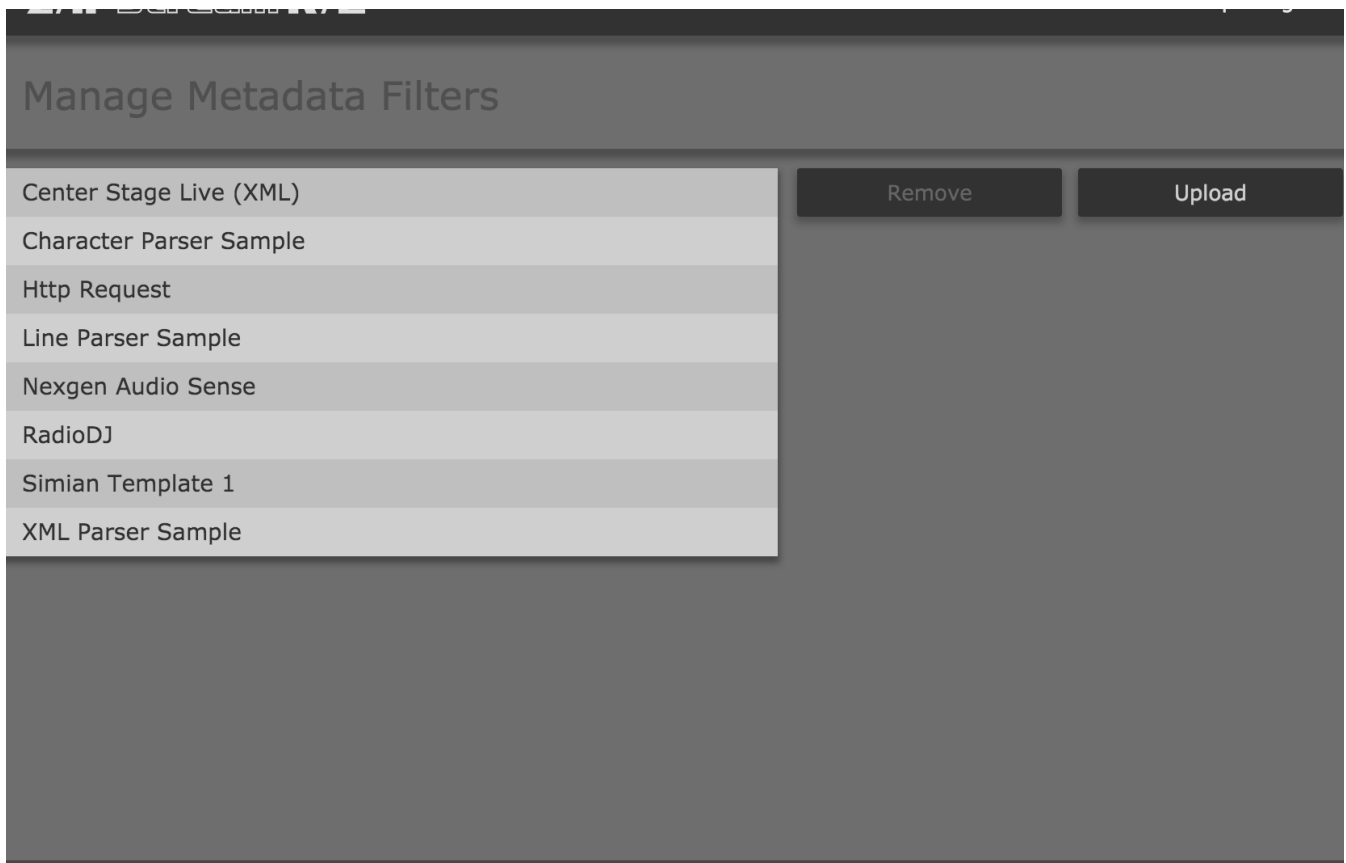 Manage Metadata Filters
Center Stage Live (XML)
Remove
Upload
Character Parser Sample
Http Request
Line Parser Sample
Nexgen Audio Sense
RadioDJ
Simian Template 1
XML Parser Sample